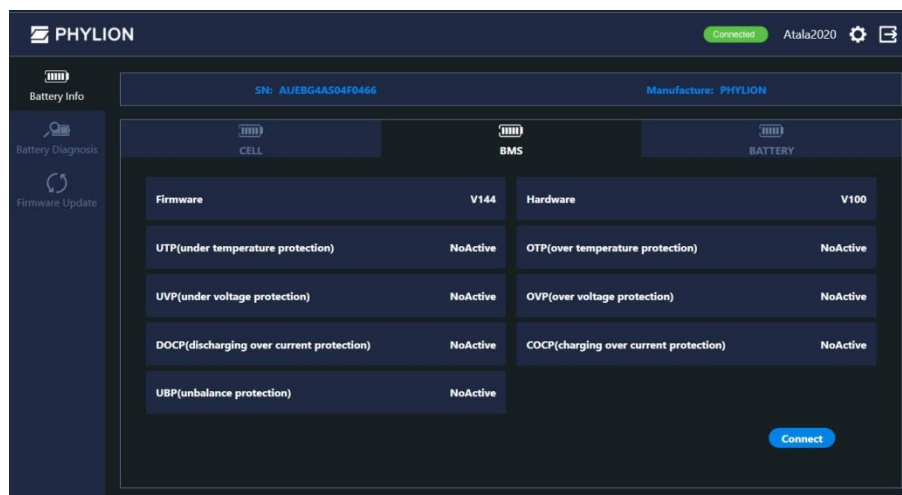 PHYLION
Connected Atala2020
Battery Info
Battery Diagnosis
Firmware Update
SN: AIJEBG4AS04F0466 Manufacture: PHYLION
CELL BMS BATTERY
Firmware V144 Hardware V100
UTP(under temperature protection) NoActive OTP(over temperature protection) NoActive
UVP(under voltage protection) NoActive OVP(over voltage protection) NoActive
DOCP(discharging over current protection) NoActive COCP(charging over current protection) NoActive
UBP(unbalance protection) NoActive
Connect